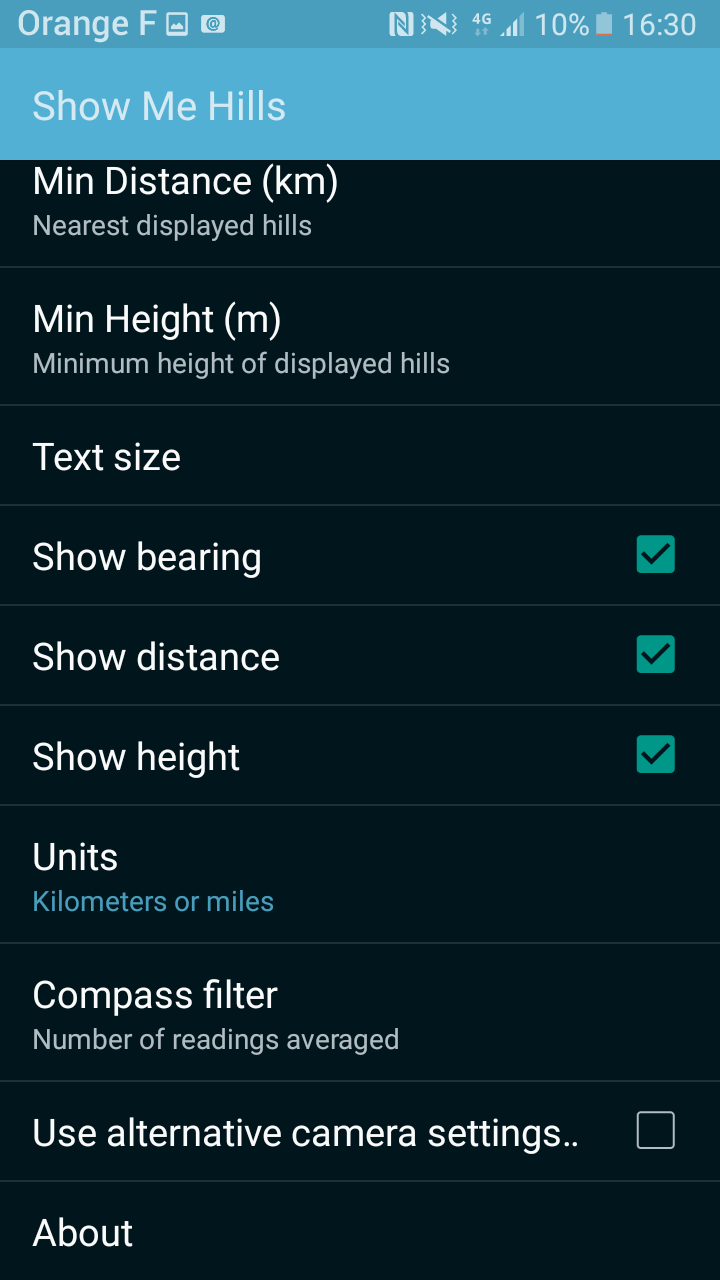 Orange F 4G 10% 16:30
Show Me Hills
Min Distance (km)
Nearest displayed hills
Min Height (m)
Minimum height of displayed hills
Text size
Show bearing
Show distance
Show height
Units
Kilometers or miles
Compass filter
Number of readings averaged
Use alternative camera settings..
About